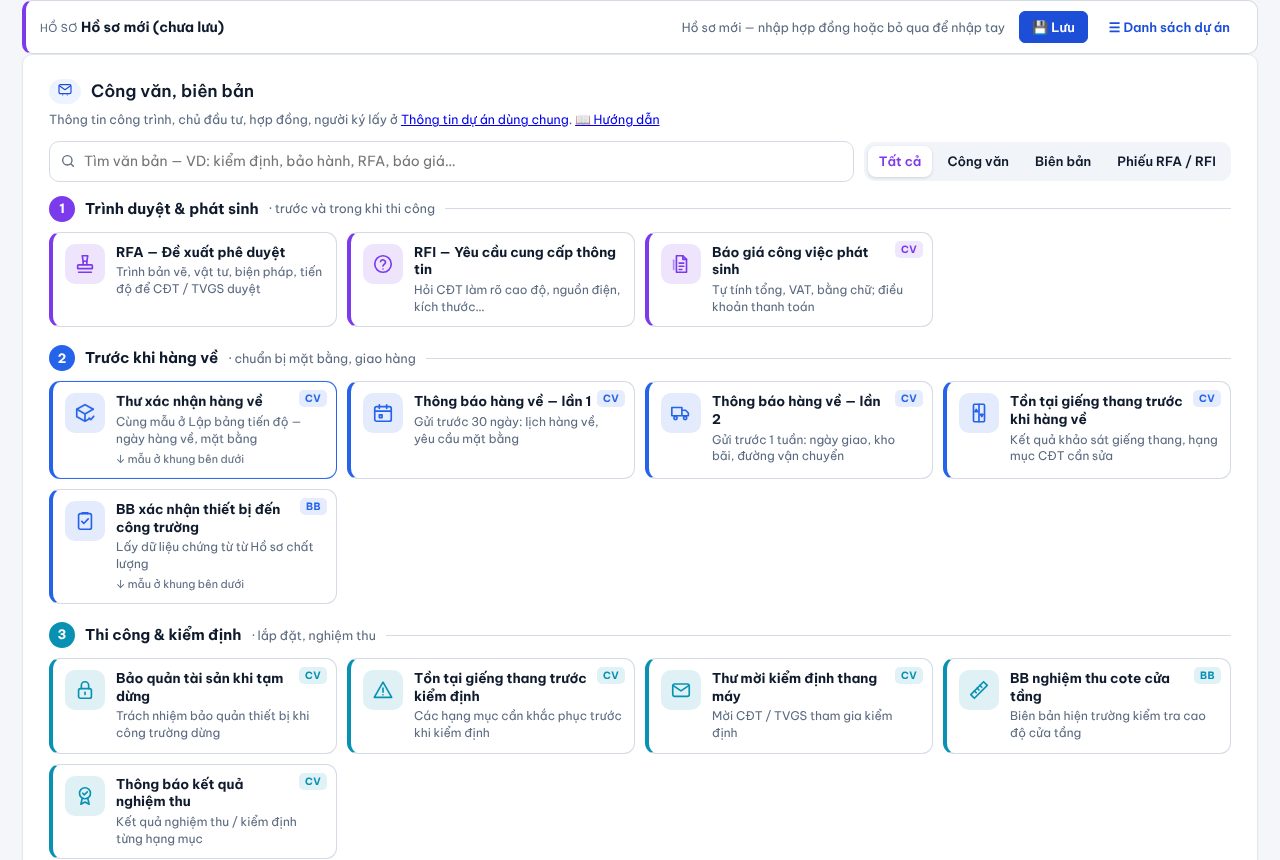 HỒ SƠ Hồ sơ mới (chưa lưu)
Hồ sơ mới — nhập hợp đồng hoặc bỏ qua để nhập tay
💾 Lưu
☰ Danh sách dự án
Công văn, biên bản
Thông tin công trình, chủ đầu tư, hợp đồng, người ký lấy ở Thông tin dự án dùng chung. 📖 Hướng dẫn
Tìm văn bản — VD: kiểm định, bảo hành, RFA, báo giá...
Tất cả
Công văn
Biên bản
Phiếu RFA / RFI
1 Trình duyệt & phát sinh · trước và trong khi thi công
RFA — Đề xuất phê duyệt
Trình bản vẽ, vật tư, biện pháp, tiến
độ để CĐT / TVGS duyệt
RFI — Yêu cầu cung cấp thông
tin
Hỏi CĐT làm rõ cao độ, nguồn điện,
kích thước...
Báo giá công việc phát
sinh
CV
Tự tính tổng, VAT, bằng chữ; điều
khoản thanh toán
2 Trước khi hàng về · chuẩn bị mặt bằng, giao hàng
Thư xác nhận hàng về
CV
Cùng mẫu ở Lập bảng tiến độ —
ngày hàng về, mặt bằng
↓ mẫu ở khung bên dưới
Thông báo hàng về — lần 1
CV
Gửi trước 30 ngày: lịch hàng về,
yêu cầu mặt bằng
Thông báo hàng về — lần
2
CV
Gửi trước 1 tuần: ngày giao, kho
bãi, đường vận chuyển
Tồn tại giếng thang trước
khi hàng về
CV
Kết quả khảo sát giếng thang, hạng
mục CĐT cần sửa
BB xác nhận thiết bị đến
công trường
BB
Lấy dữ liệu chứng từ từ Hồ sơ chất
lượng
↓ mẫu ở khung bên dưới
3 Thi công & kiểm định · lắp đặt, nghiệm thu
Bảo quản tài sản khi tạm
dừng
CV
Trách nhiệm bảo quản thiết bị khi
công trường dừng
Tồn tại giếng thang trước
kiểm định
CV
Các hạng mục cần khắc phục trước
khi kiểm định
Thư mời kiểm định thang
máy
CV
Mời CĐT / TVGS tham gia kiểm
định
BB nghiệm thu cote cửa
tầng
BB
Biên bản hiện trường kiểm tra cao
độ cửa tầng
Thông báo kết quả
nghiệm thu
CV
Kết quả nghiệm thu / kiểm định
từng hạng mục